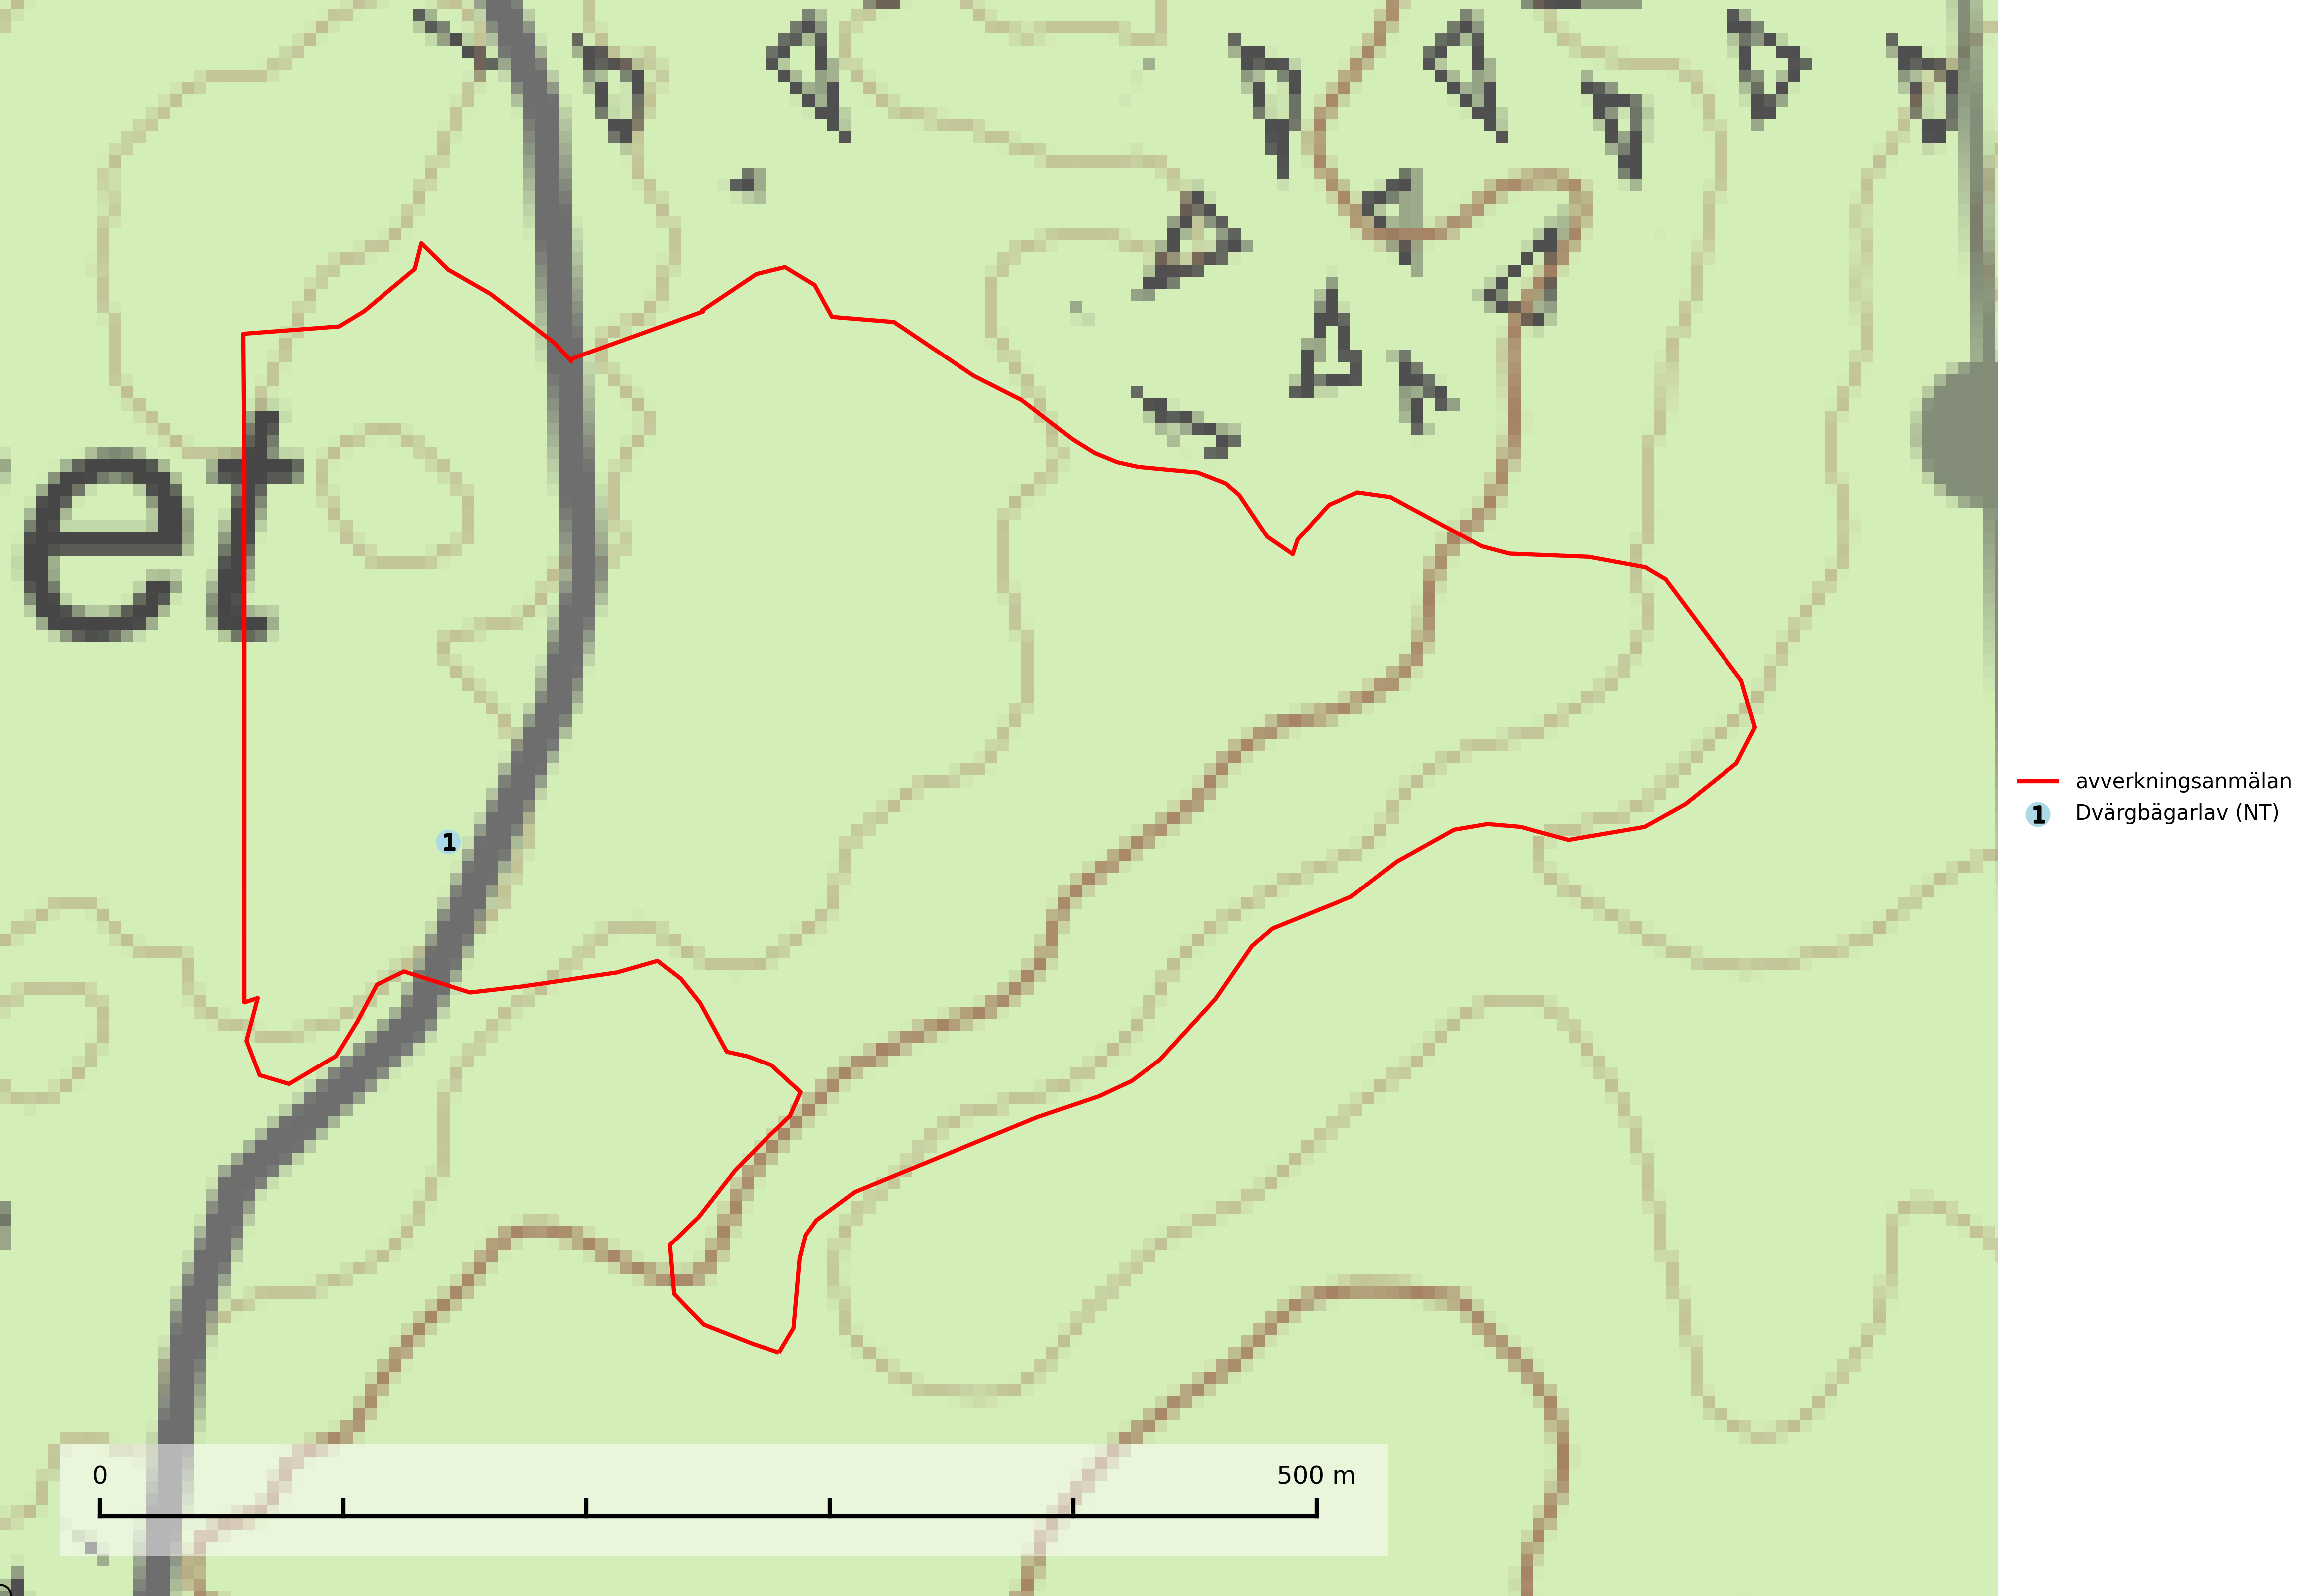 et
1
avverkningsanmälan
1 Dvärgbägarlav (NT)
0 500 m